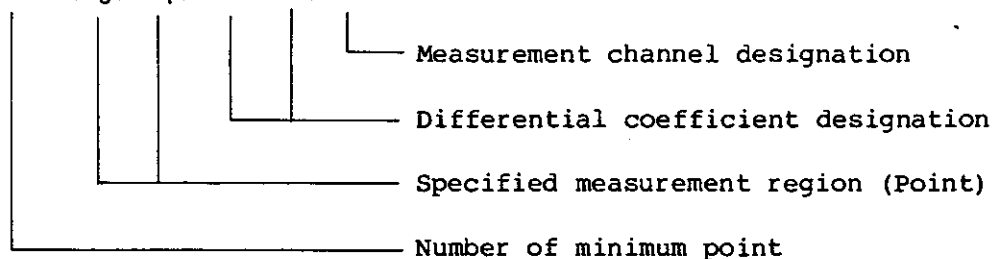 Measurement channel designation
Differential coefficient designation
Specified measurement region (Point)
Number of minimum point